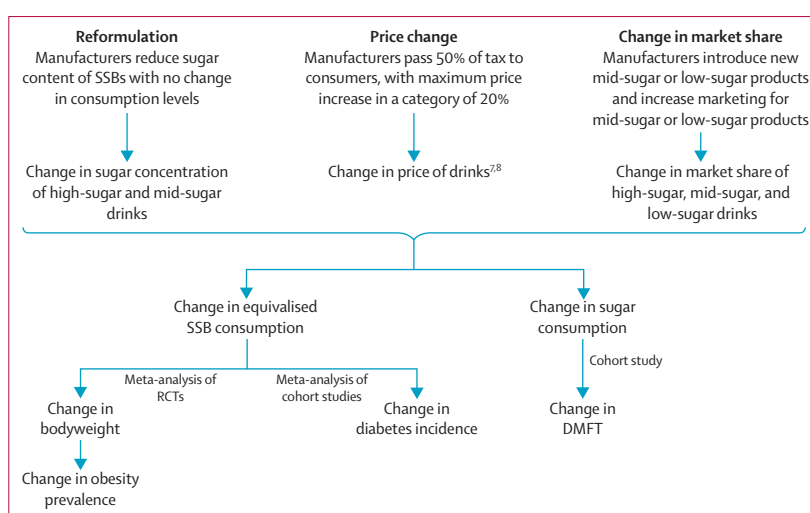 Reformulation
Manufacturers reduce sugar
content of SSBs with no change
in consumption levels
Price change
Manufacturers pass 50% of tax to
consumers, with maximum price
increase in a category of 20%
Change in market share
Manufacturers introduce new
mid-sugar or low-sugar products
and increase marketing for
mid-sugar or low-sugar products
Change in sugar concentration
of high-sugar and mid-sugar
drinks
Change in price of drinks7,8
Change in market share of
high-sugar, mid-sugar, and
low-sugar drinks
Change in equivalised
SSB consumption
Change in sugar
consumption
Meta-analysis of
RCTs
Meta-analysis of
cohort studies
Cohort study
Change in
bodyweight
Change in
diabetes incidence
Change in
DMFT
Change in obesity
prevalence